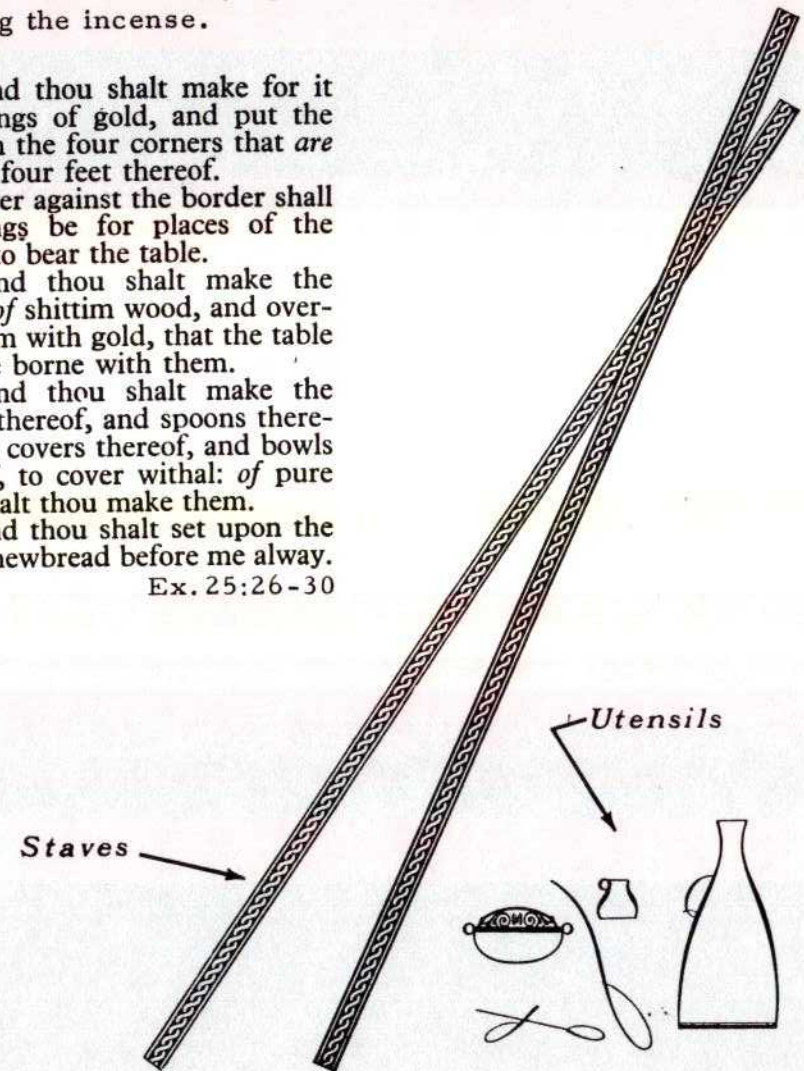 g the incense.
nd thou shalt make for it
ngs of gold, and put the
n the four corners that are
four feet thereof.
er against the border shall
ngs be for places of the
to bear the table.
nd thou shalt make the
of shittim wood, and over-
m with gold, that the table
e borne with them.
nd thou shalt make the
thereof, and spoons there-
covers thereof, and bowls
, to cover withal: of pure
alt thou make them.
nd thou shalt set upon the
newbread before me alway.
Ex. 25:26-30
Utensils
Staves